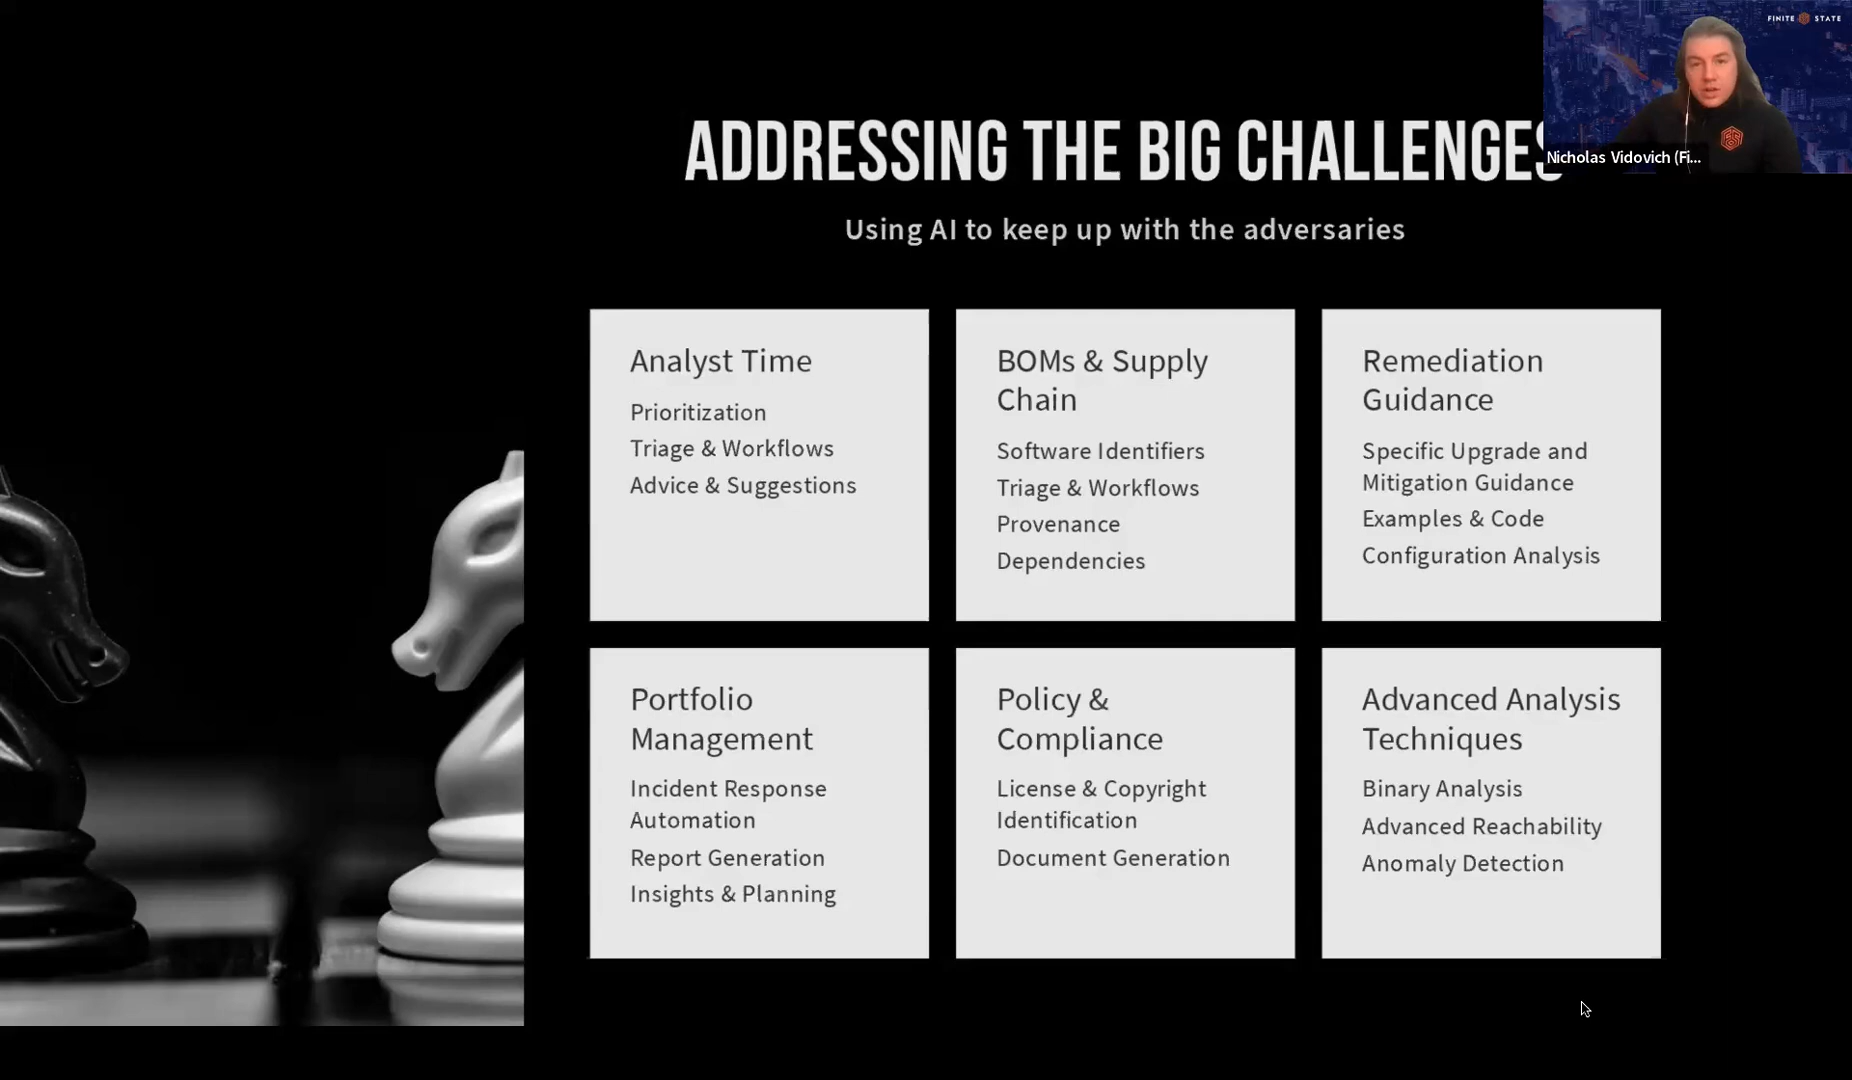 FINITE STATE
Nicholas Vidovich (Fi...
ADDRESSING THE BIG CHALLENGES
Using AI to keep up with the adversaries
Analyst Time
Prioritization
Triage & Workflows
Advice & Suggestions
BOMs & Supply
Chain
Software Identifiers
Triage & Workflows
Provenance
Dependencies
Remediation
Guidance
Specific Upgrade and
Mitigation Guidance
Examples & Code
Configuration Analysis
Portfolio
Management
Incident Response
Automation
Report Generation
Insights & Planning
Policy &
Compliance
License & Copyright
Identification
Document Generation
Advanced Analysis
Techniques
Binary Analysis
Advanced Reachability
Anomaly Detection